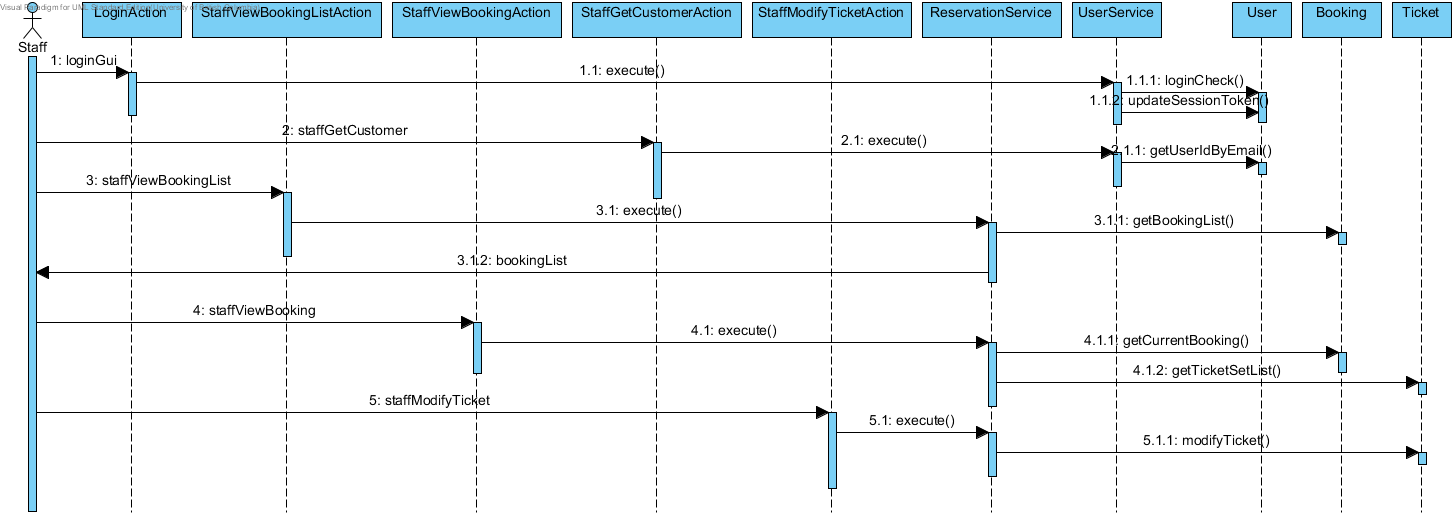 Visual Paradigm for UML Standard Edition(University of
LoginAction
StaffViewBookingListAction
StaffViewBookingAction
StaffGetCustomerAction
StaffModifyTicketAction
ReservationService
UserService
User
Booking
Ticket
Staff
1: loginGui
1.1: execute()
1.1.1: loginCheck()
1.1.2: updateSessionToken()
2: staffGetCustomer
2.1: execute()
2.1.1: getUserIdByEmail()
3: staffViewBookingList
3.1: execute()
3.1.1: getBookingList()
3.1.2: bookingList
4: staffViewBooking
4.1: execute()
4.1.1: getCurrentBooking()
4.1.2: getTicketSetList()
5: staffModifyTicket
5.1: execute()
5.1.1: modifyTicket()